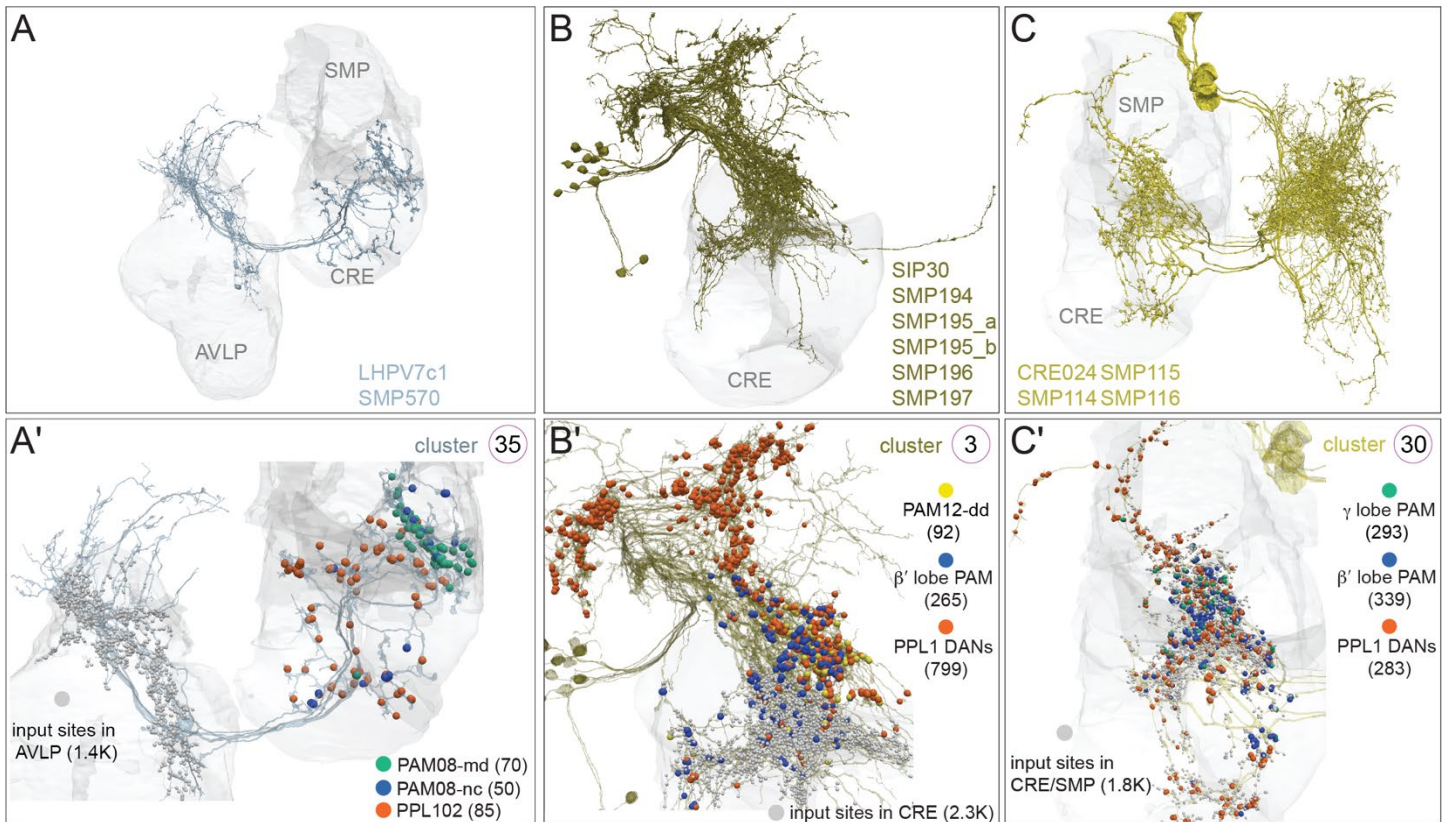 A
SMP
CRE
AVLP
LHPV7c1
SMP570
B
CRE
SIP30
SMP194
SMP195_a
SMP195_b
SMP196
SMP197
C
SMP
CRE
CRE024 SMP115
SMP114 SMP116
A'
cluster 35
input sites in
AVLP (1.4K)
PAM08-md (70)
PAM08-nc (50)
PPL102 (85)
B'
cluster 3
PAM12-dd
(92)
β′ lobe PAM
(265)
PPL1 DANs
(799)
input sites in CRE (2.3K)
C'
cluster 30
γ lobe PAM
(293)
β′ lobe PAM
(339)
PPL1 DANs
(283)
input sites in
CRE/SMP (1.8K)